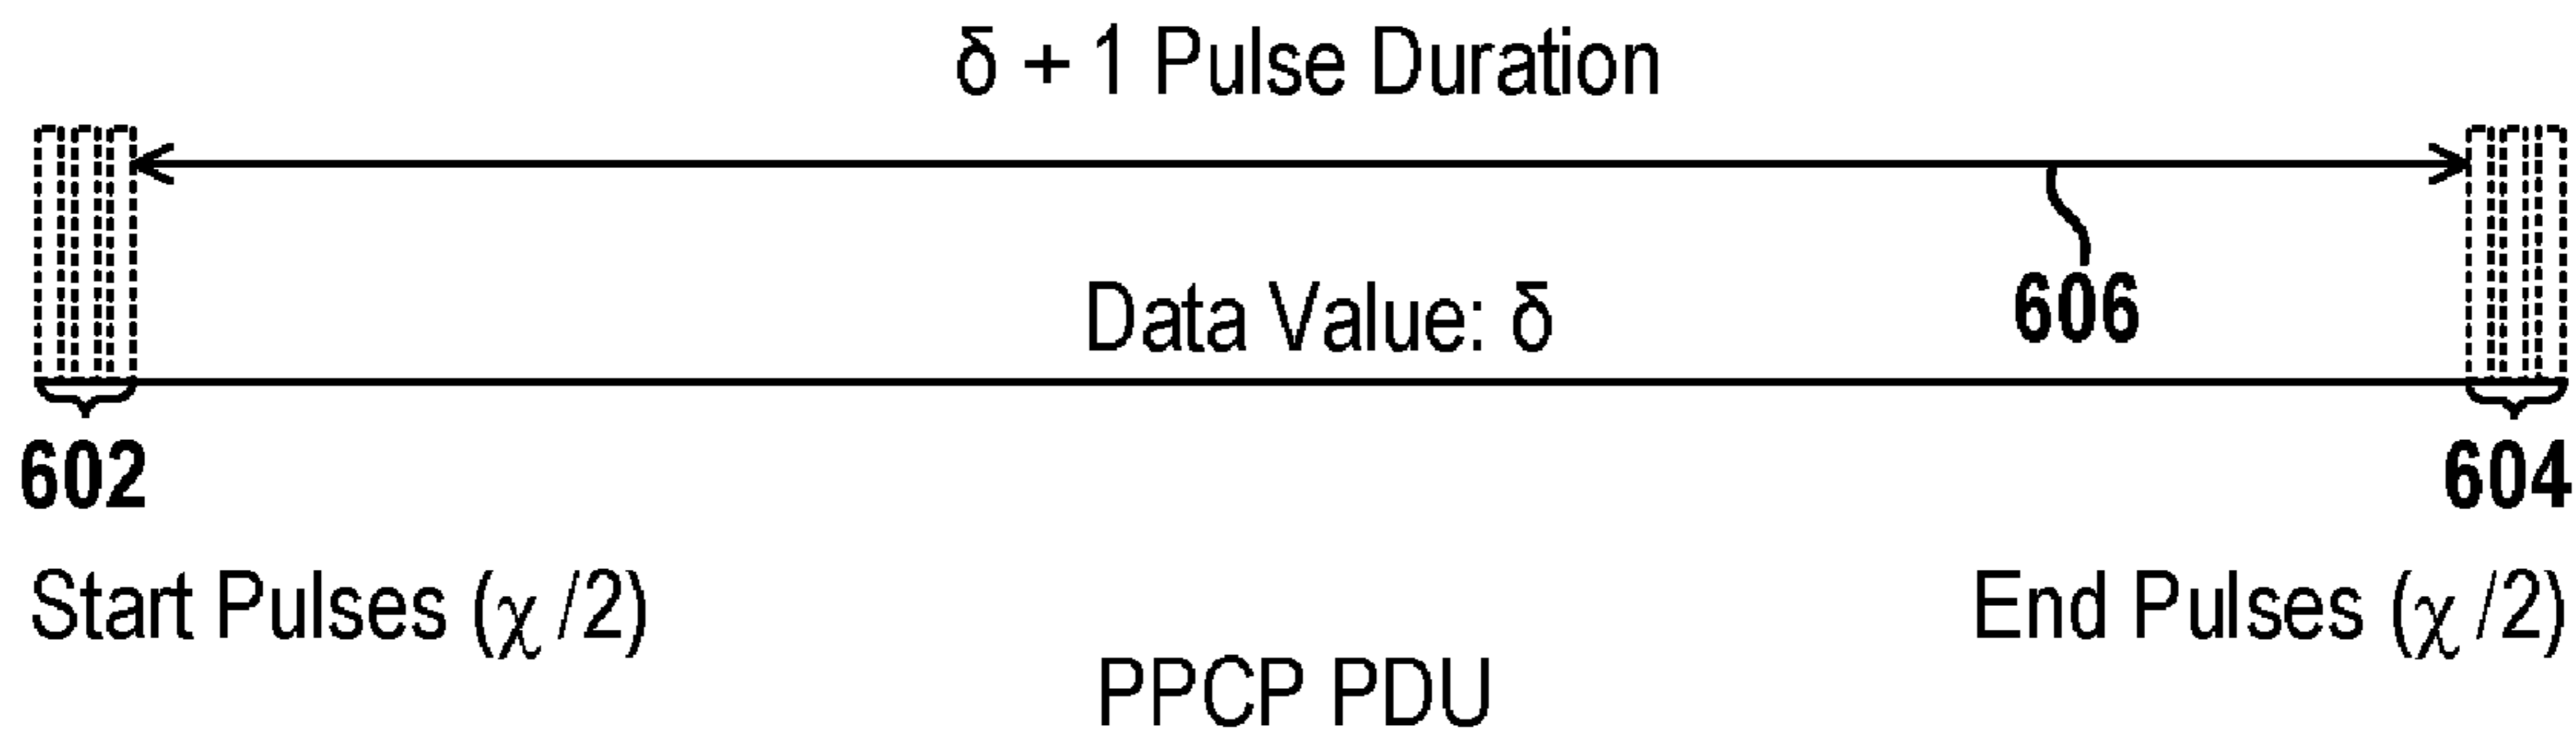 δ + 1 Pulse Duration
606
Data Value: δ
602
604
Start Pulses (χ/2)
End Pulses (χ/2)
PPCP PDU